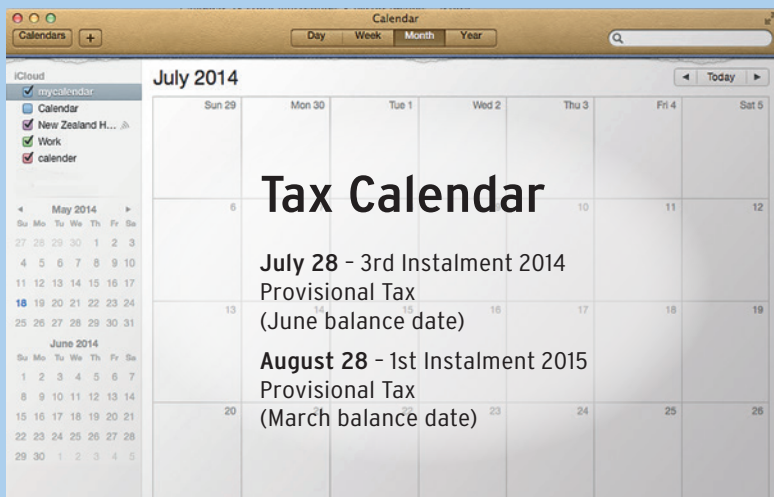 Calendar
Calendars + Day Week Month Year
iCloud
mycalendar
Calendar
New Zealand H...
Work
calender
May 2014
Su Mo Tu We Th Fr Sa
27 28 29 30 1 2 3
4 5 6 7 8 9 10
11 12 13 14 15 16 17
18 19 20 21 22 23 24
25 26 27 28 29 30 31
June 2014
Su Mo Tu We Th Fr Sa
1 2 3 4 5 6 7
8 9 10 11 12 13 14
15 16 17 18 19 20 21
22 23 24 25 26 27 28
29 30 1 2 3 4 5
July 2014 Today
Sun 29 Mon 30 Tue 1 Wed 2 Thu 3 Fri 4 Sat 5
6 10 11 12
Tax Calendar
July 28 – 3rd Instalment 2014
Provisional Tax
(June balance date)
13 14 15 16 17 18 19
August 28 – 1st Instalment 2015
Provisional Tax
(March balance date)
20 22 23 24 25 26